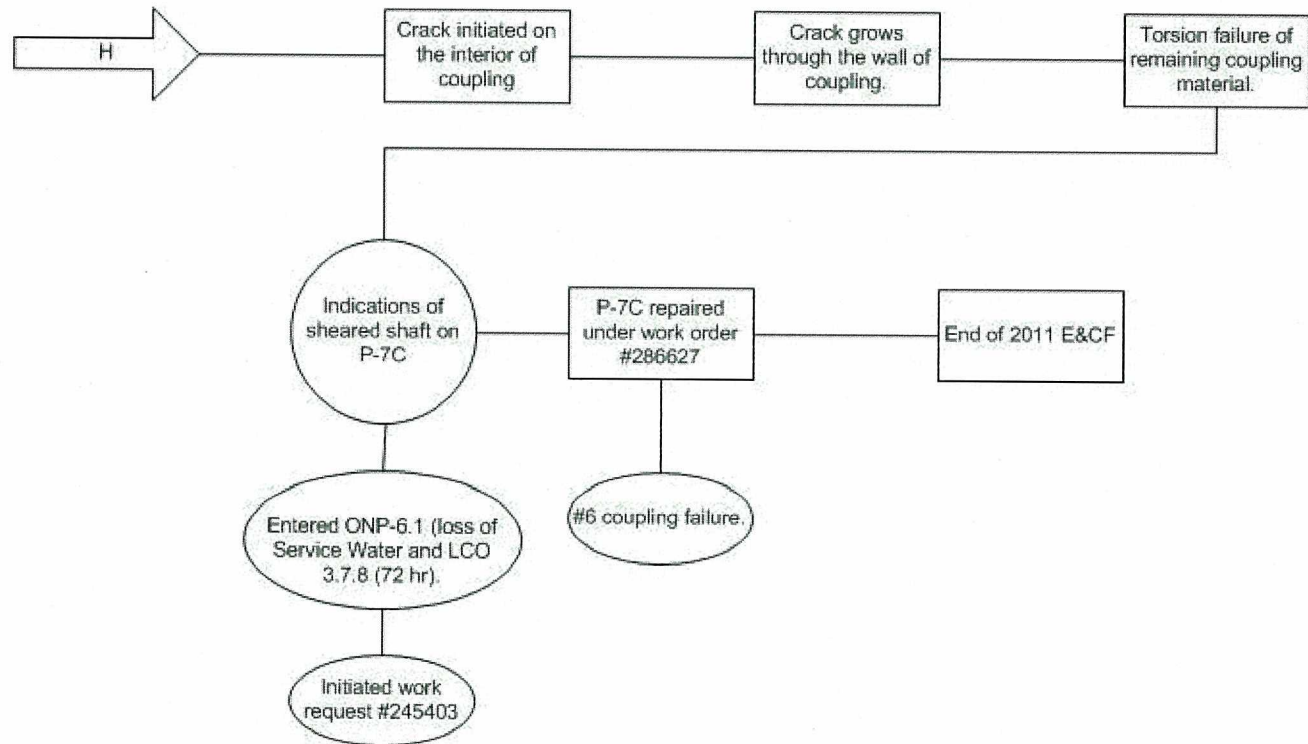 H
Crack initiated on
the interior of
coupling
Crack grows
through the wall of
coupling.
Torsion failure of
remaining coupling
material.
Indications of
sheared shaft on
P-7C
P-7C repaired
under work order
#286627
End of 2011 E&CF
Entered ONP-6.1 (loss of
Service Water and LCO
3.7.8 (72 hr).
#6 coupling failure.
Initiated work
request #245403